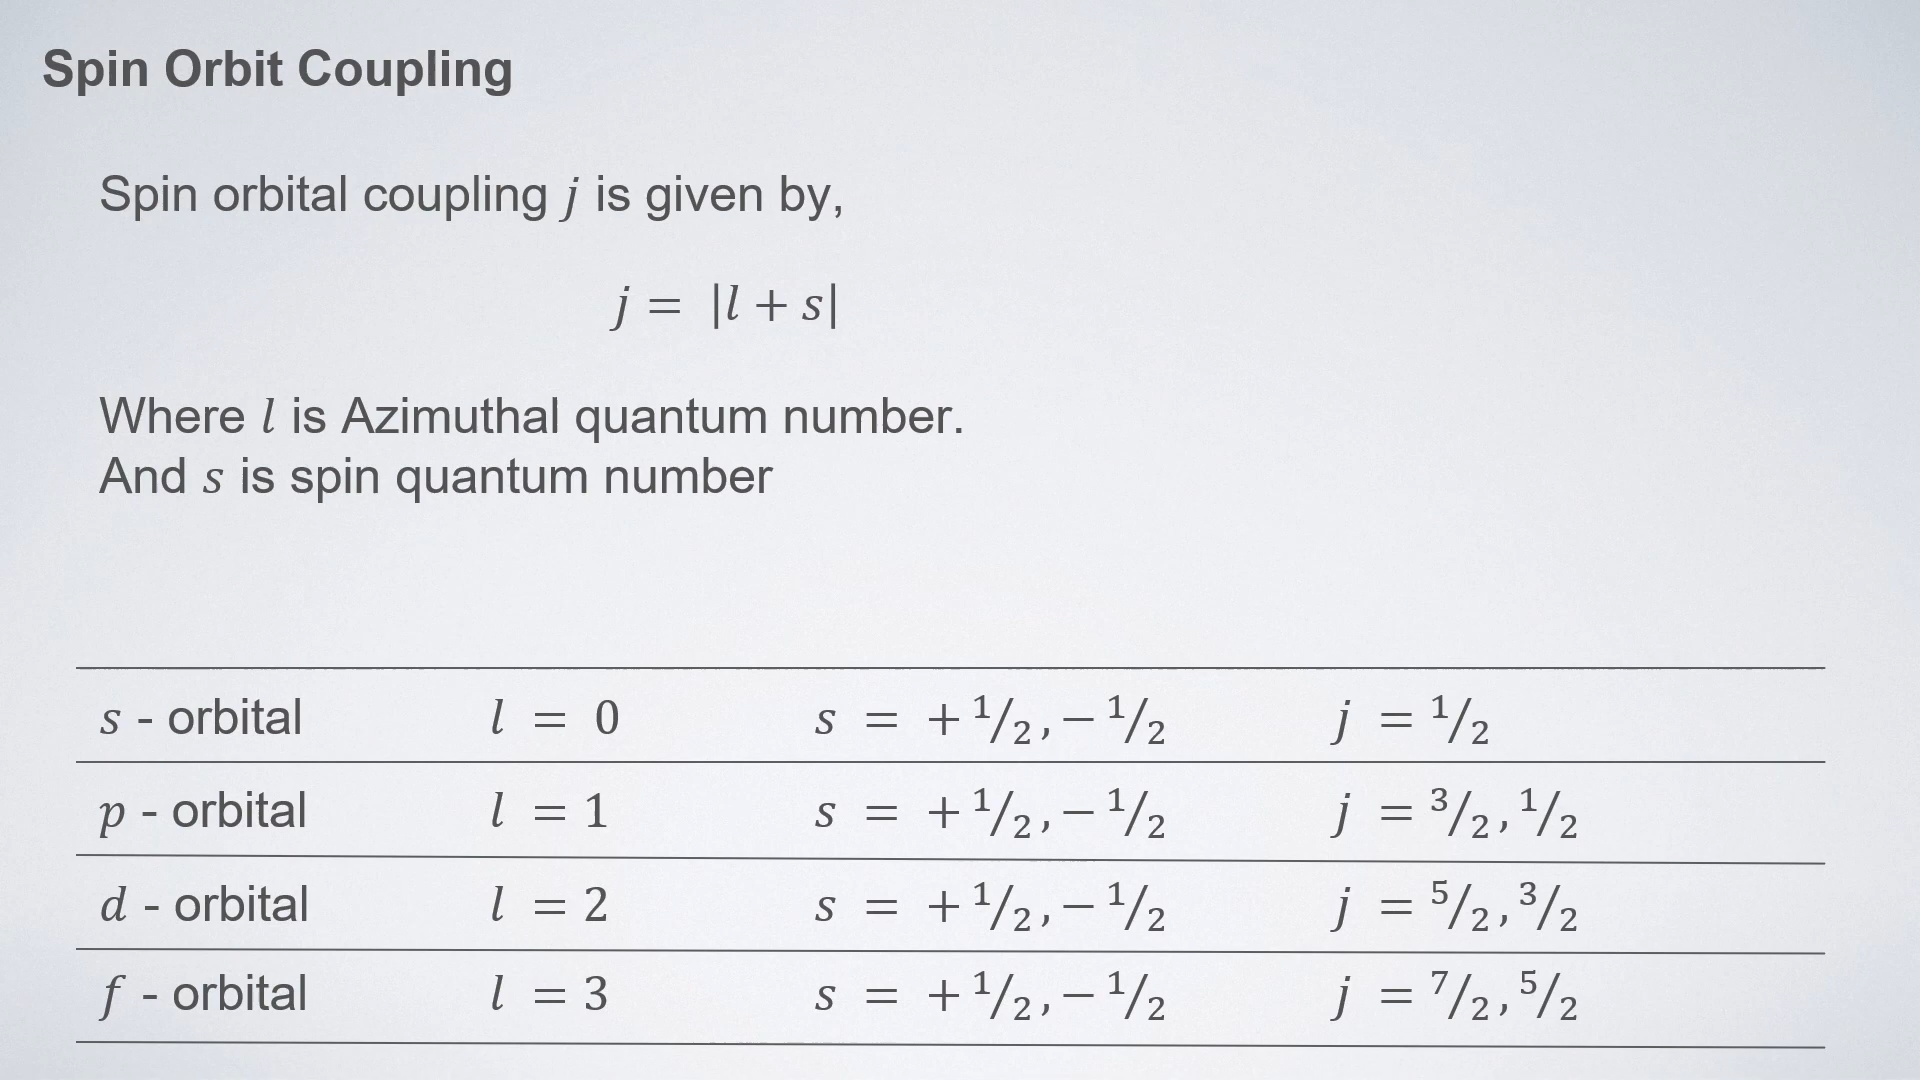 Spin Orbit Coupling
Spin orbital coupling j is given by,
j = |l + s|
Where l is Azimuthal quantum number.
And s is spin quantum number
s - orbital l = 0 s = +1/2, −1/2 j = 1/2
p - orbital l = 1 s = +1/2, −1/2 j = 3/2, 1/2
d - orbital l = 2 s = +1/2, −1/2 j = 5/2, 3/2
f - orbital l = 3 s = +1/2, −1/2 j = 7/2, 5/2